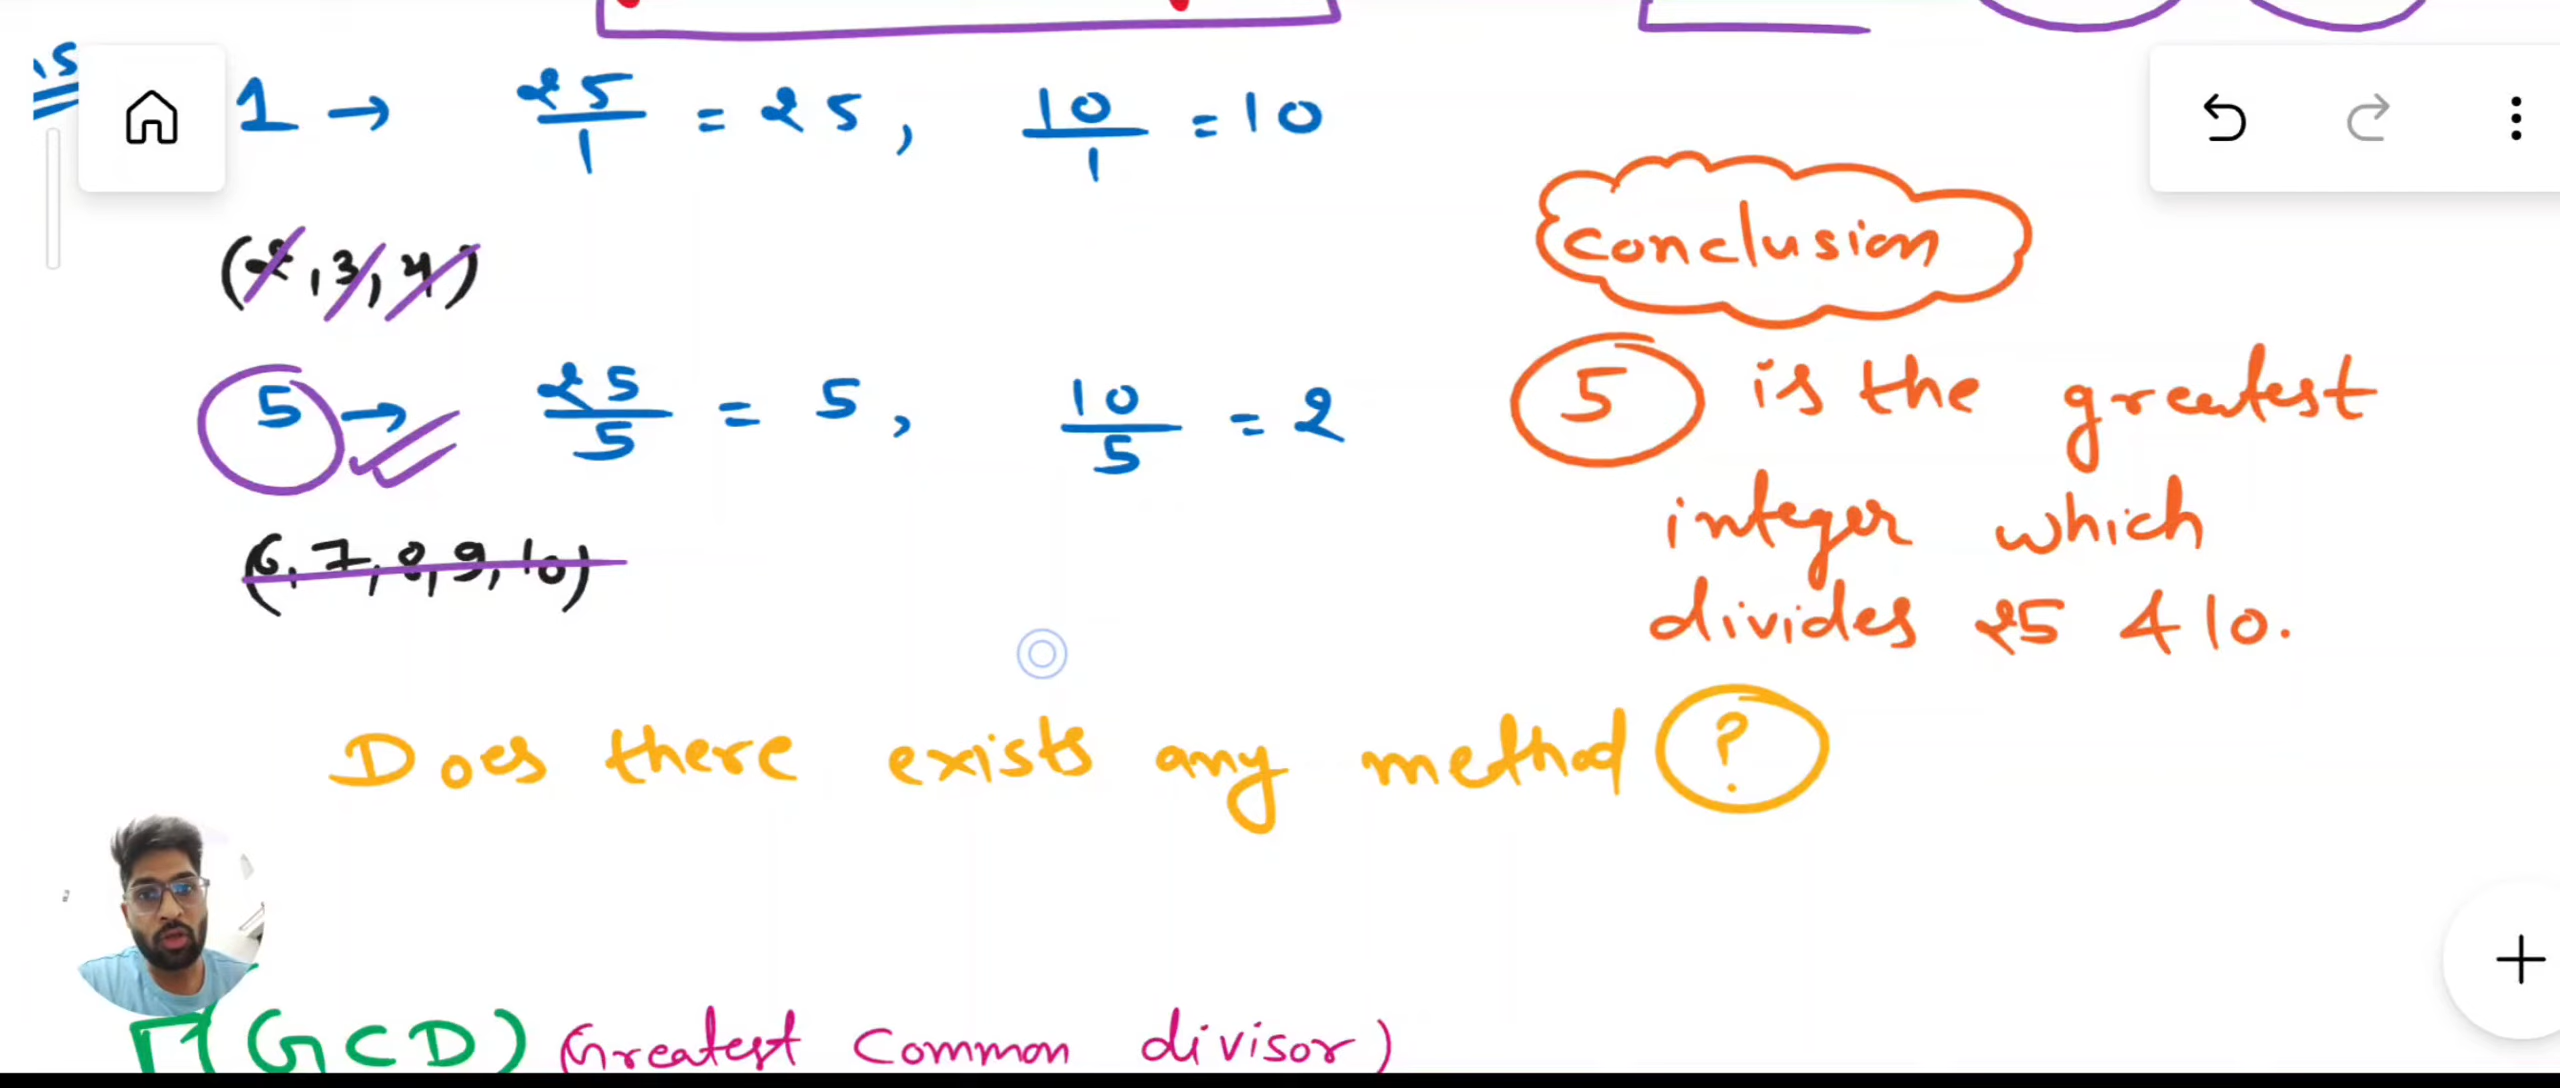 is
1 → 25/1 = 25, 10/1 = 10
(2, 3, 4)
conclusion
5 → 25/5 = 5, 10/5 = 2
5 is the greatest
integer which
divides 25 & 10.
(6, 7, 8, 9, 10)
Does there exists any method ?
(GCD) (Greatest Common divisor)